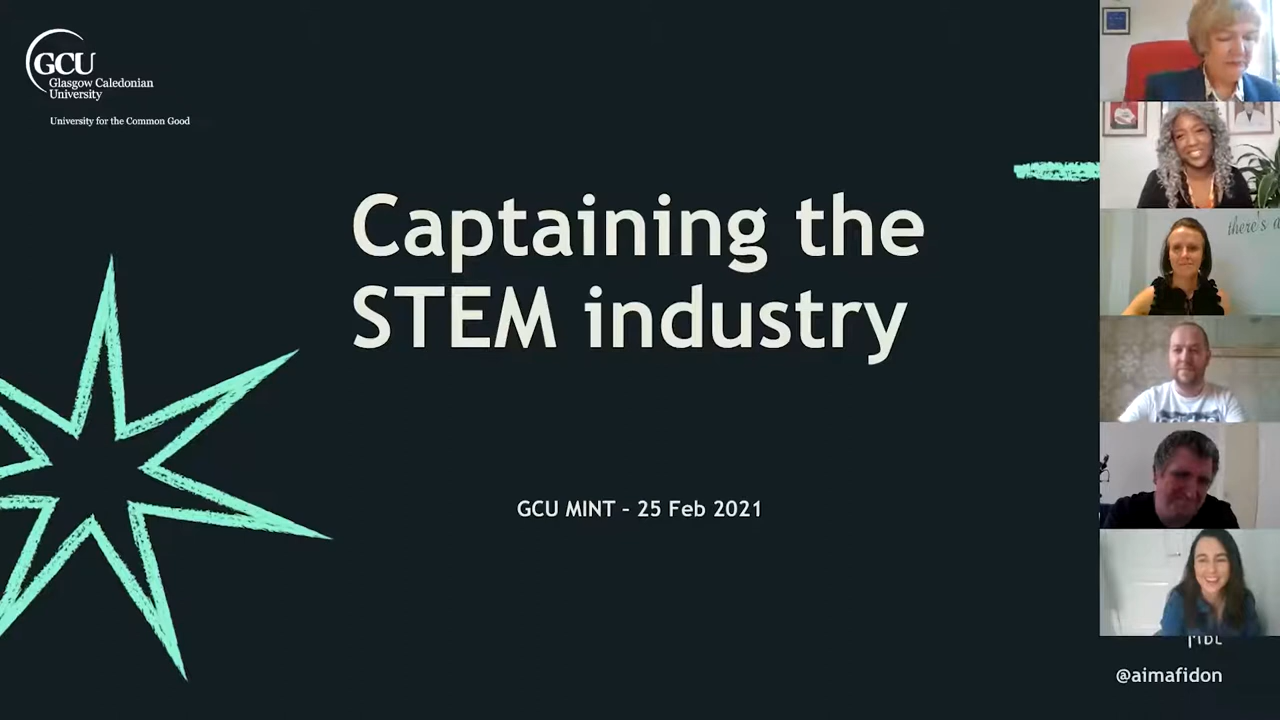 GCU
Glasgow Caledonian
University
University for the Common Good
Captaining the
STEM industry
GCU MINT – 25 Feb 2021
there's
@aimafidon